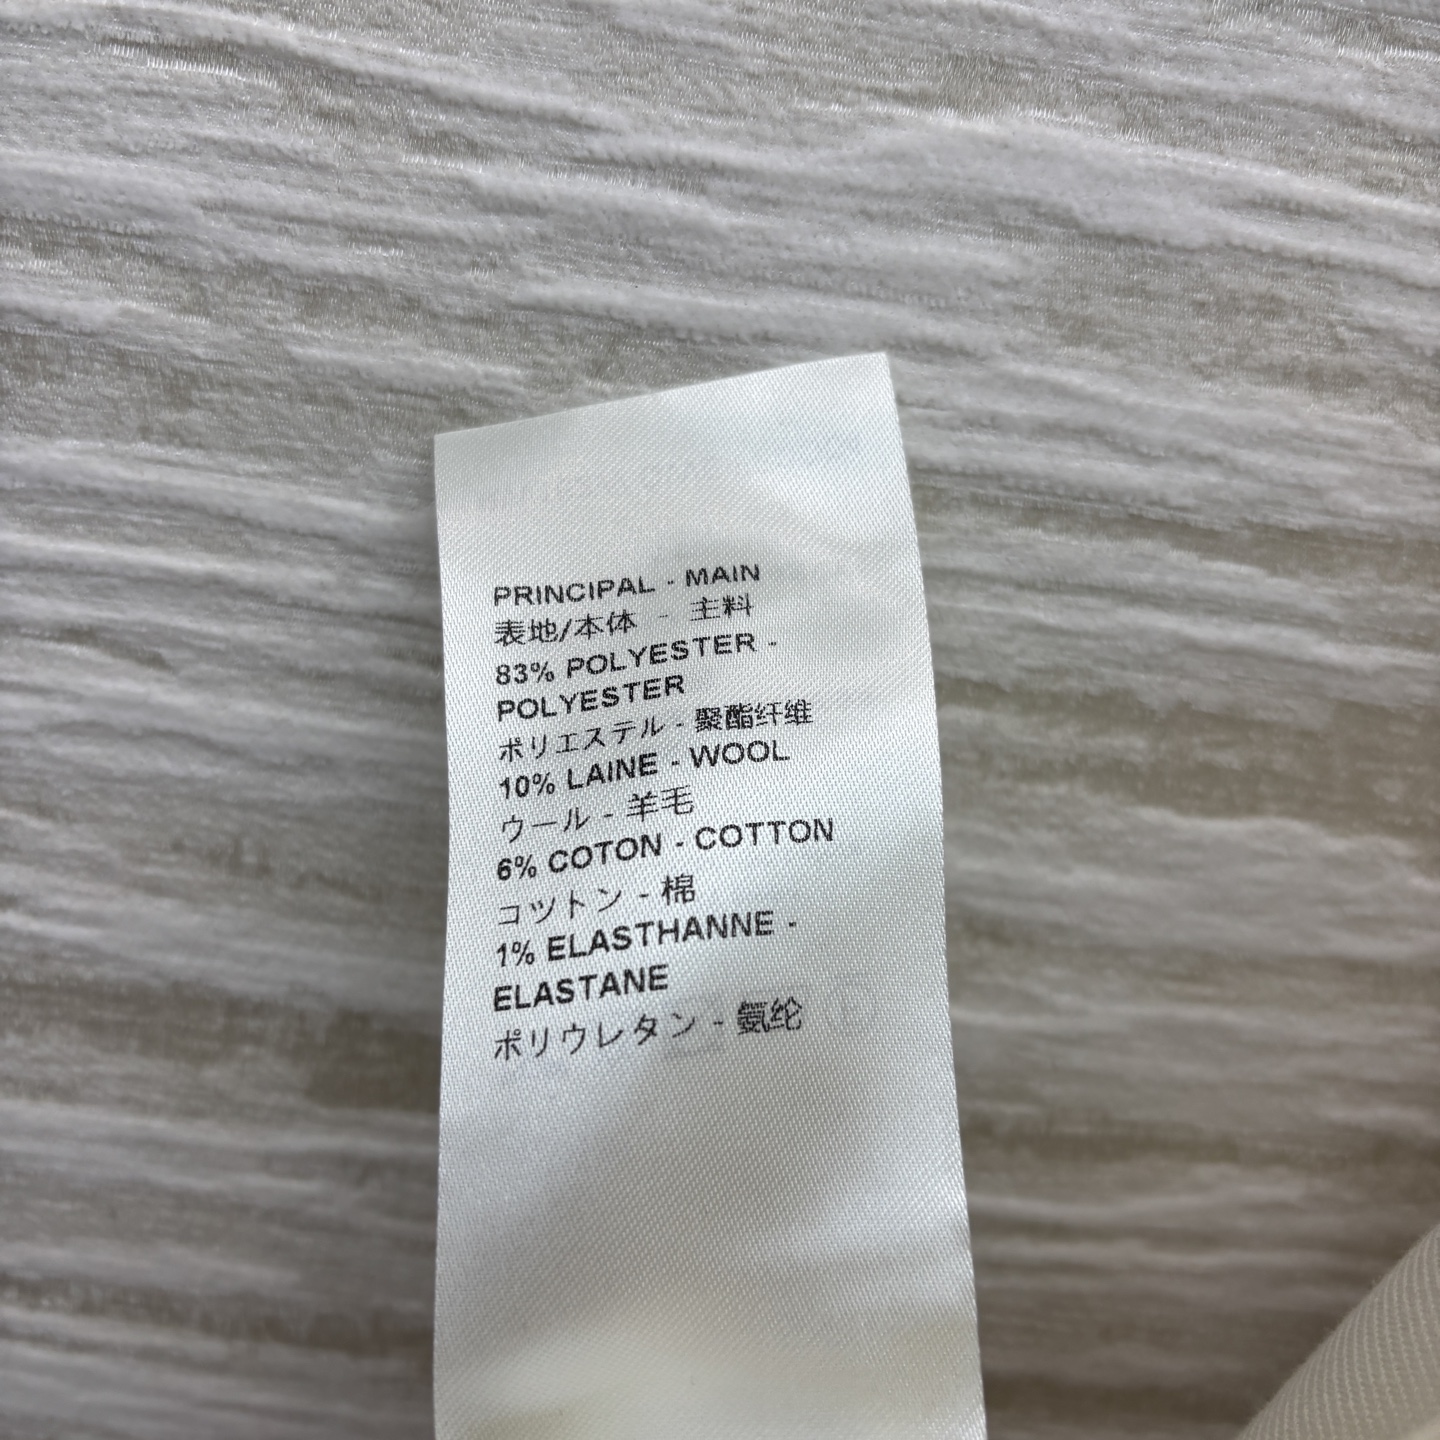 PRINCIPAL - MAIN
表地/本体 - 主料
83% POLYESTER -
POLYESTER
ポリエステル - 聚酯纤维
10% LAINE - WOOL
ウール - 羊毛
6% COTON - COTTON
コットン - 棉
1% ELASTHANNE -
ELASTANE
ポリウレタン - 氨纶